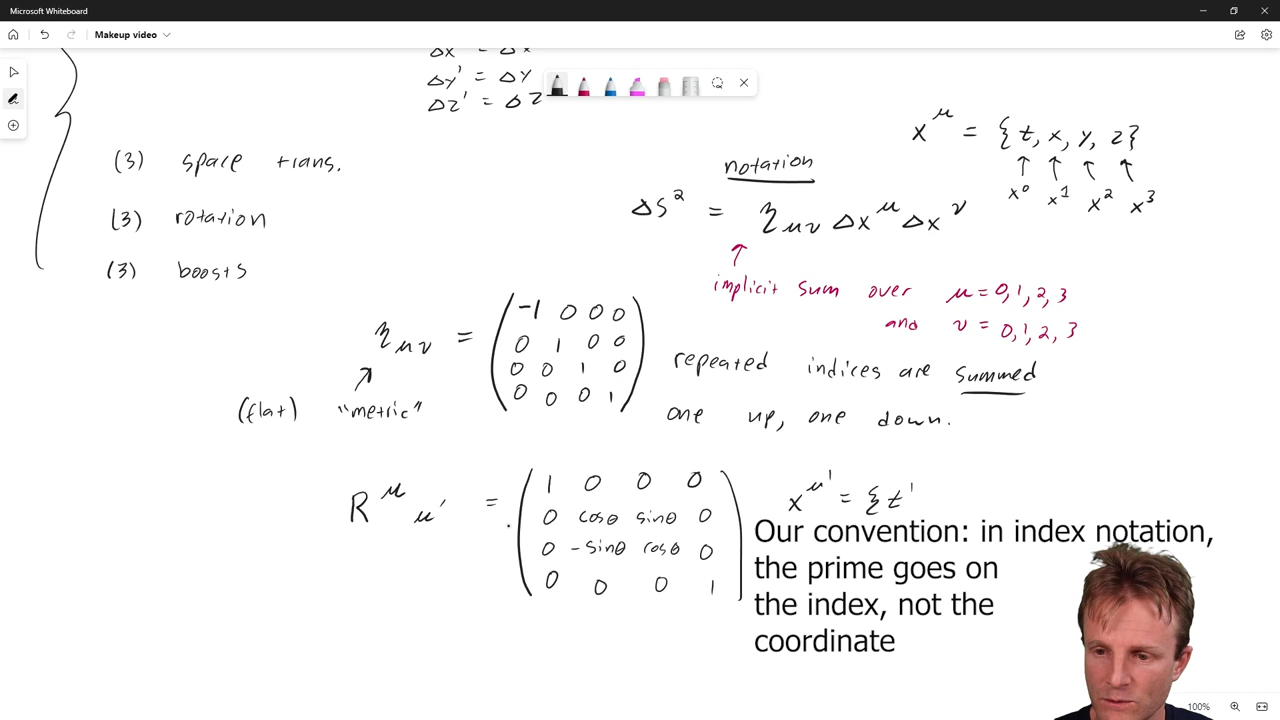 Microsoft Whiteboard
Makeup video
Δy' = Δy
Δz' = Δz
(3) space trans.
(3) rotation
(3) boosts
x^μ = {t, x, y, z}
↑ ↑ ↑ ↑
x^0 x^1 x^2 x^3
notation
Δs^2 = η_μν Δx^μ Δx^ν
↑
implicit sum over μ = 0, 1, 2, 3
and ν = 0, 1, 2, 3
η_μν = ( -1 0 0 0
0 1 0 0
0 0 1 0
0 0 0 1 )
(flat) "metric"
repeated indices are summed
one up, one down.
R^μ_μ' = ( 1 0 0 0
0 cosθ sinθ 0
0 -sinθ cosθ 0
0 0 0 1
x^μ' = {t'
Our convention: in index notation,
the prime goes on
the index, not the
coordinate
100%